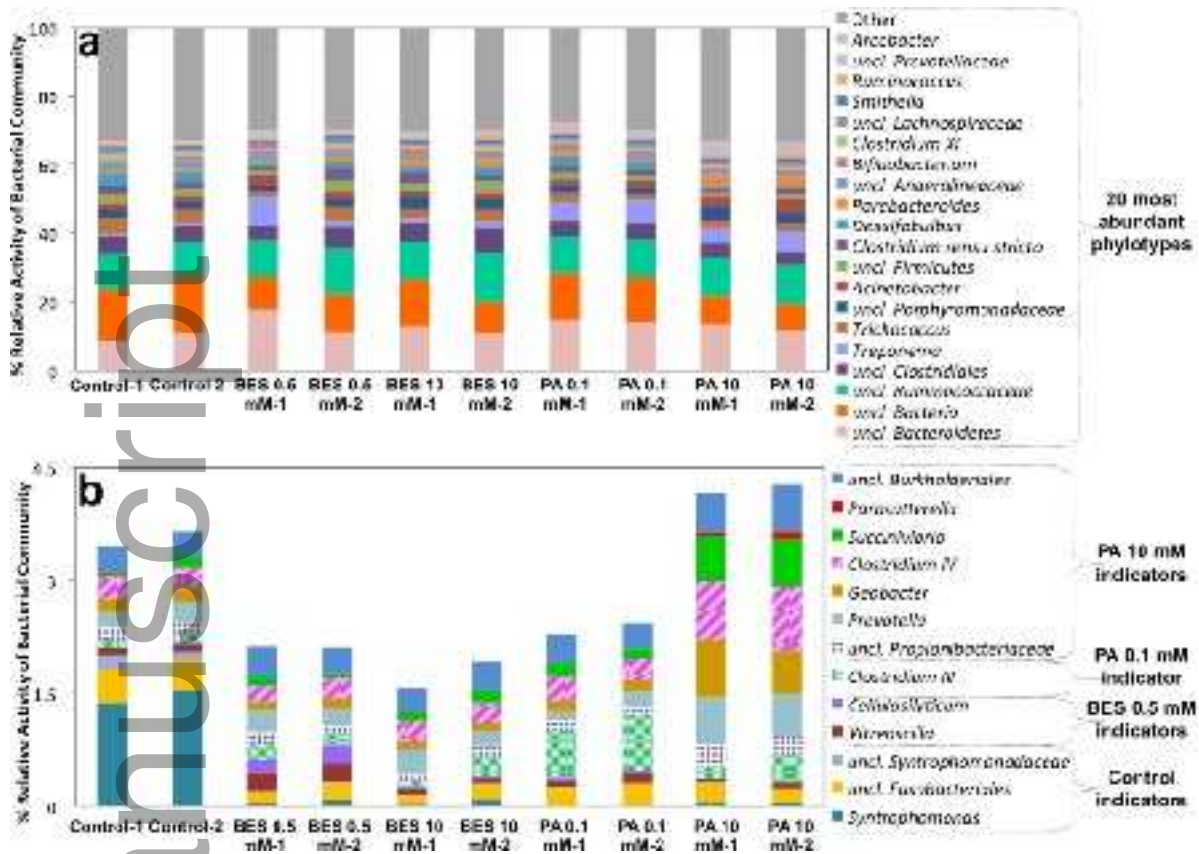 a
% Relative Activity of Bacterial Community
100
80
60
40
20
0
Control-1 Control-2 BES 0.5 BES 0.5 BES 10 BES 10 PA 0.1 PA 0.1 PA 10 PA 10
mM-1 mM-2 mM-1 mM-2 mM-1 mM-2 mM-1 mM-2
Other
Arcobacter
uncl. Prevotellaceae
Ruminococcus
Smithella
uncl. Lachnospiraceae
Clostridium XI
Bifidobacterium
uncl. Anaerolineaceae
Parabacteroides
Desulfobulbus
Clostridium sensu stricto
uncl. Firmicutes
Acinetobacter
uncl. Porphyromonadaceae
Trichococcus
Treponema
uncl. Clostridiales
uncl. Ruminococcaceae
uncl. Bacteria
uncl. Bacteroidetes
20 most
abundant
phylotypes
b
% Relative Activity of Bacterial Community
4.5
3
1.5
0
Control-1 Control-2 BES 0.5 BES 0.5 BES 10 BES 10 PA 0.1 PA 0.1 PA 10 PA 10
mM-1 mM-2 mM-1 mM-2 mM-1 mM-2 mM-1 mM-2
uncl. Burkholderiales
Parasutterella
Succinivibrio
Clostridium IV
Geobacter
Prevotella
uncl. Propionibacteriaceae
Clostridium III
Cellulosilyticum
Vitreoscilla
uncl. Syntrophomonadaceae
uncl. Fusobacteriales
Syntrophomonas
PA 10 mM
indicators
PA 0.1 mM
indicator
BES 0.5 mM
indicators
Control
indicators
anuscript